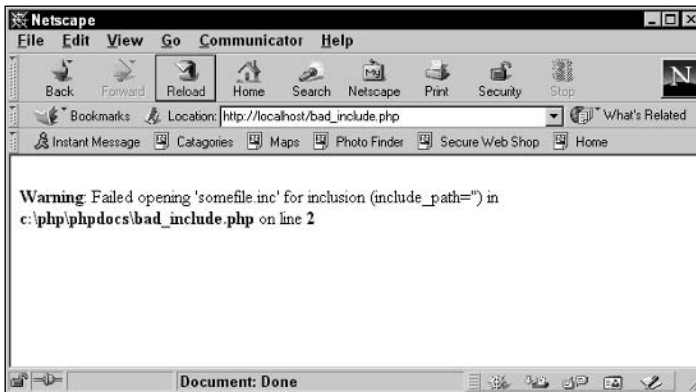 Netscape
File Edit View Go Communicator Help
My
Back Forward Reload Home Search Netscape Print Security Stop
N
Bookmarks Location: http://localhost/bad_include.php What's Related
Instant Message Catagories Maps Photo Finder Secure Web Shop Home
Warning: Failed opening 'somefile.inc' for inclusion (include_path='') in
c:\php\phpdocs\bad_include.php on line 2
Document: Done